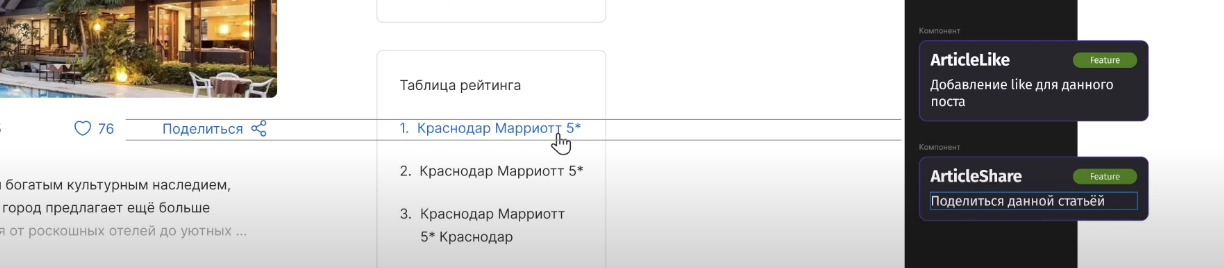 76
Поделиться
богатым культурным наследием,
город предлагает ещё больше
я от роскошных отелей до уютных ...
Таблица рейтинга
1. Краснодар Марриотт 5*
2. Краснодар Марриотт 5*
3. Краснодар Марриотт
5* Краснодар
Компонент
ArticleLike
Feature
Добавление like для данного
поста
Компонент
ArticleShare
Feature
Поделиться данной статьёй